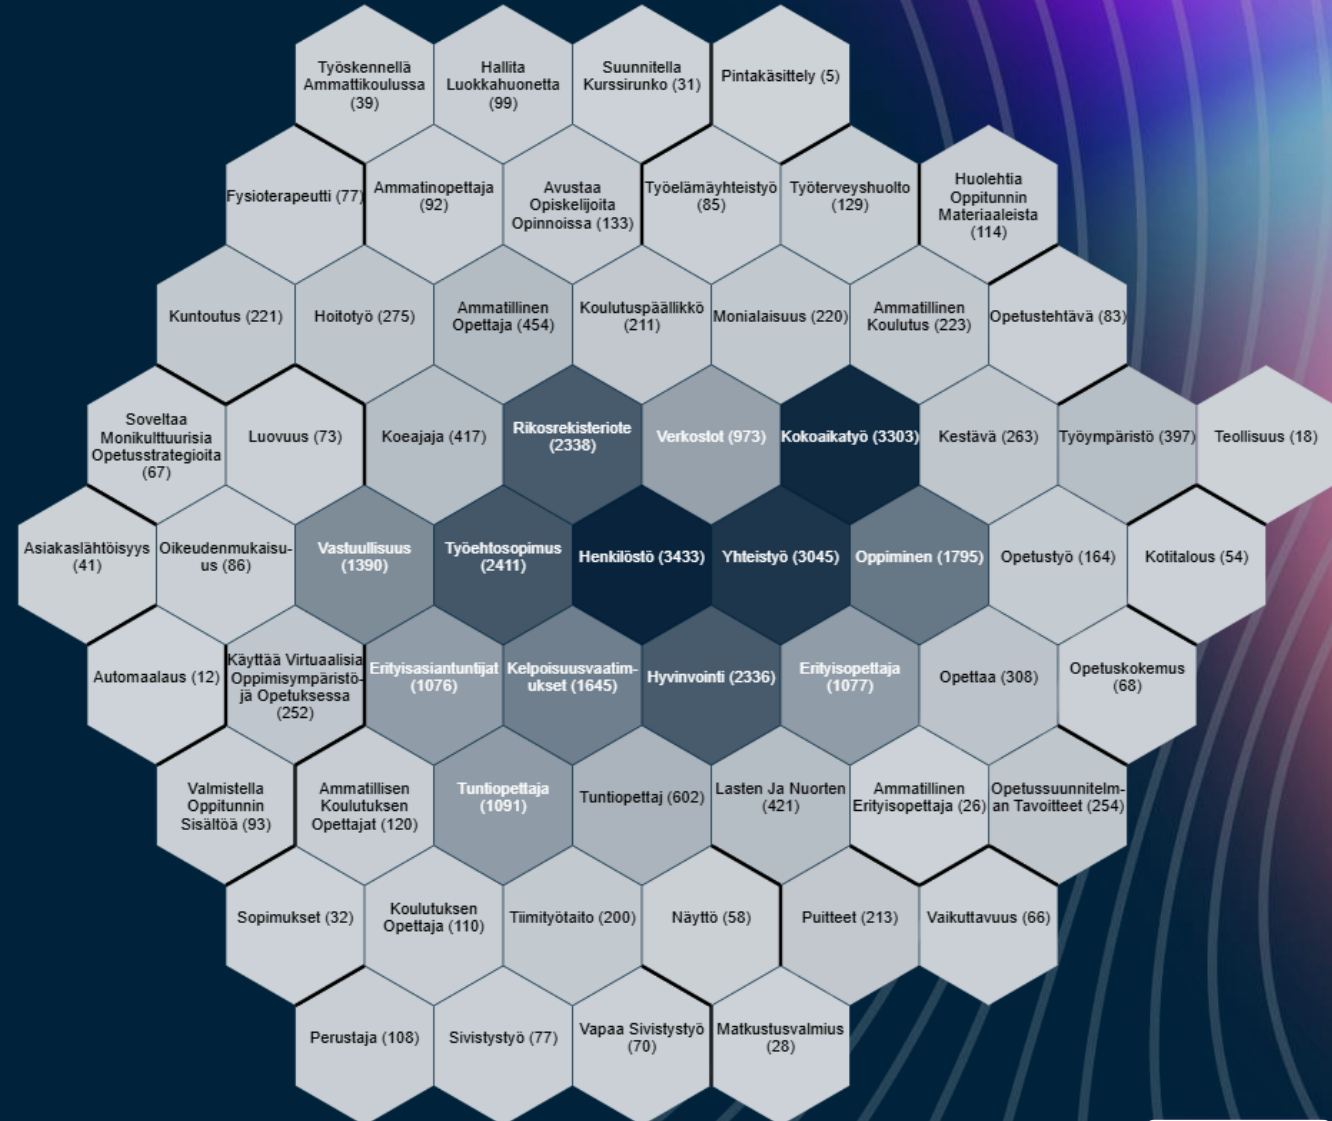 Työskennellä
Ammattikoulussa
(39)
Hallita
Luokkahuonetta
(99)
Suunnitella
Kurssirunko (31)
Pintakäsittely (5)
Fysioterapeutti (77)
Ammatinopettaja
(92)
Avustaa
Opiskelijoita
Opinnoissa (133)
Työelämäyhteistyö
(85)
Työterveyshuolto
(129)
Huolehtia
Oppitunnin
Materiaaleista
(114)
Kuntoutus (221)
Hoitotyö (275)
Ammatillinen
Opettaja (454)
Koulutuspäällikkö
(211)
Monialaisuus (220)
Ammatillinen
Koulutus (223)
Opetustehtävä (83)
Soveltaa
Monikulttuurisia
Opetusstrategioita
(67)
Luovuus (73)
Koeajaja (417)
Rikosrekisteriote
(2338)
Verkostot (973)
Kokoaikatyö (3303)
Kestävä (263)
Työympäristö (397)
Teollisuus (18)
Asiakaslähtöisyys
(41)
Oikeudenmukaisu-
us (86)
Vastuullisuus
(1390)
Työehtosopimus
(2411)
Henkilöstö (3433)
Yhteistyö (3045)
Oppiminen (1795)
Opetustyö (164)
Kotitalous (54)
Automaalaus (12)
Käyttää Virtuaalisia
Oppimisympäristö-
jä Opetuksessa
(252)
Erityisasiantuntijat
(1076)
Kelpoisuusvaatim-
ukset (1645)
Hyvinvointi (2336)
Erityisopettaja
(1077)
Opettaa (308)
Opetuskokemus
(68)
Valmistella
Oppitunnin
Sisältöä (93)
Ammatillisen
Koulutuksen
Opettajat (120)
Tuntiopettaja
(1091)
Tuntiopettaj (602)
Lasten Ja Nuorten
(421)
Ammatillinen
Erityisopettaja (26)
Opetussuunnitelm-
an Tavoitteet (254)
Sopimukset (32)
Koulutuksen
Opettaja (110)
Tiimityötaito (200)
Näyttö (58)
Puitteet (213)
Vaikuttavuus (66)
Perustaja (108)
Sivistystyö (77)
Vapaa Sivistystyö
(70)
Matkustusvalmius
(28)